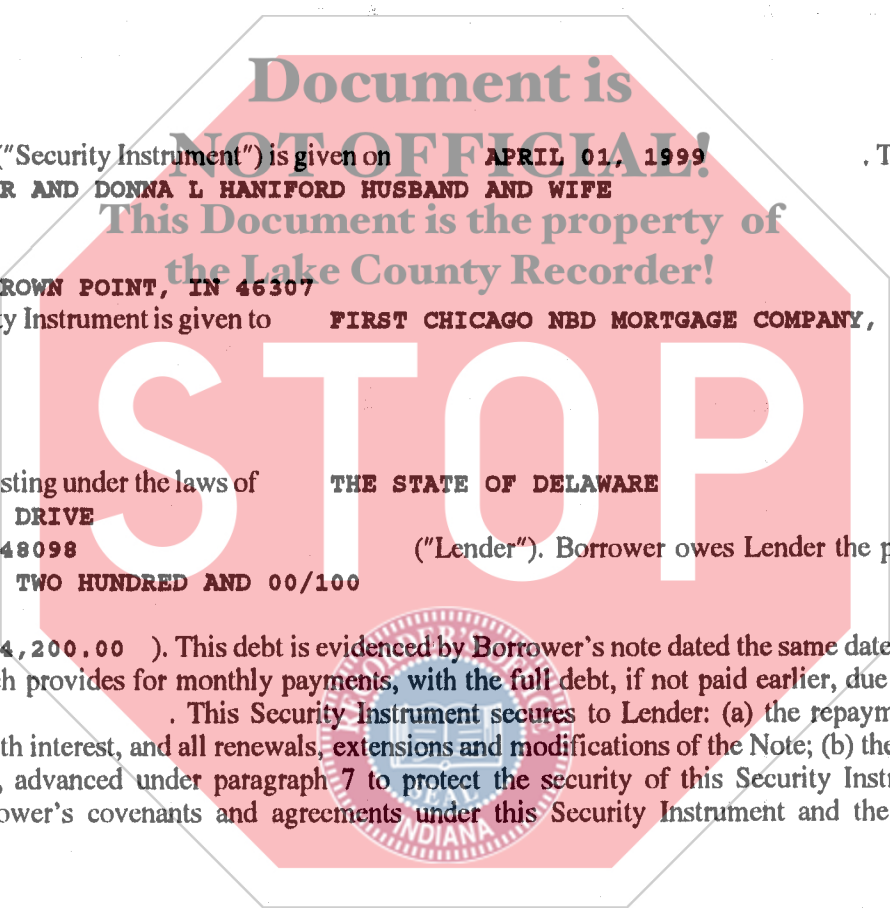 Document is
NOT OFFICIAL!
("Security Instrument") is given on APRIL 01, 1999 . T
R AND DONNA L HANIFORD HUSBAND AND WIFE
This Document is the property of
the Lake County Recorder!
ROWN POINT, IN 46307
ty Instrument is given to FIRST CHICAGO NBD MORTGAGE COMPANY,
STOP
sting under the laws of THE STATE OF DELAWARE
DRIVE
48098 ("Lender"). Borrower owes Lender the p
TWO HUNDRED AND 00/100
4,200.00 ). This debt is evidenced by Borrower's note dated the same date
h provides for monthly payments, with the full debt, if not paid earlier, due
. This Security Instrument secures to Lender: (a) the repaym
th interest, and all renewals, extensions and modifications of the Note; (b) the
, advanced under paragraph 7 to protect the security of this Security Inst
ower's covenants and agreements under this Security Instrument and the
RECORDER'S OFFICE
SEAL
INDIANA